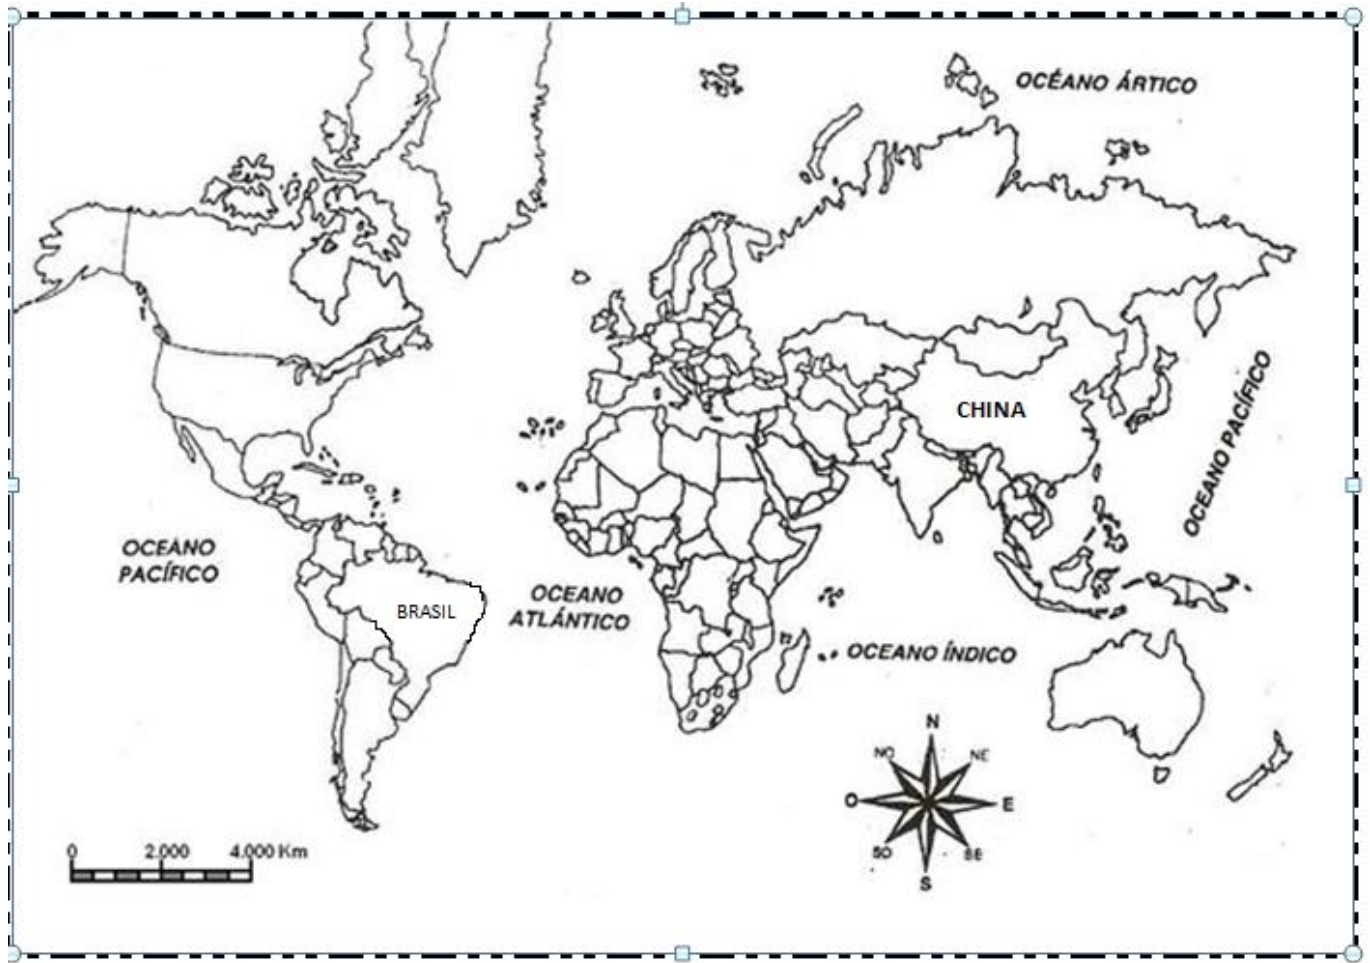 OCÉANO ÁRTICO
CHINA
OCEANO PACÍFICO
OCEANO
PACÍFICO
OCEANO
ATLÁNTICO
BRASIL
OCEANO ÍNDICO
N
NO
NE
O
E
SO
SE
S
0
2.000
4.000 Km